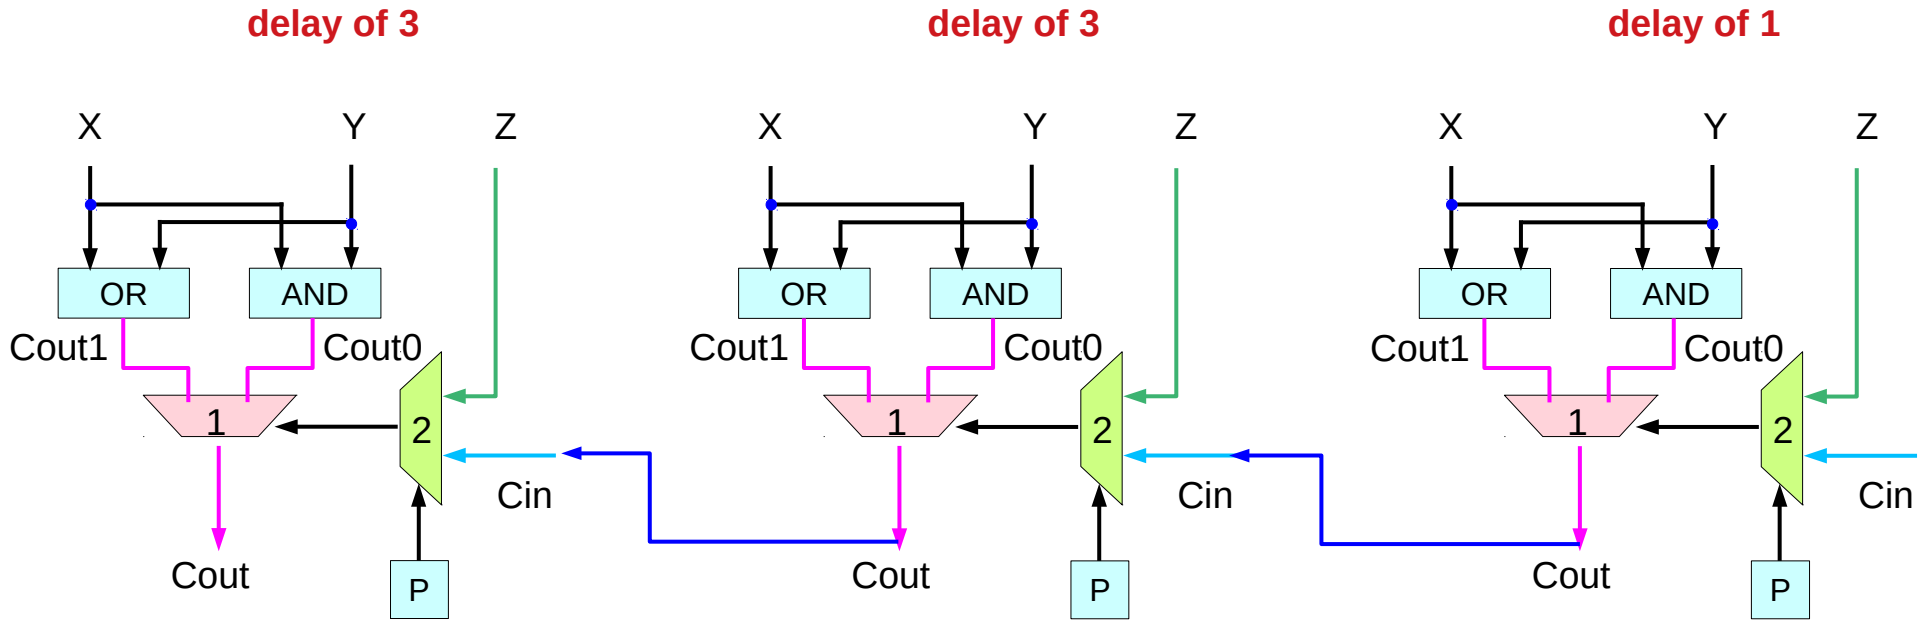 delay of 3 delay of 3 delay of 1
X Y Z X Y Z X Y Z
OR AND OR AND OR AND
Cout1 Cout0 Cout1 Cout0 Cout1 Cout0
1 2 1 2 1 2
Cin Cin Cin
Cout P Cout P Cout P